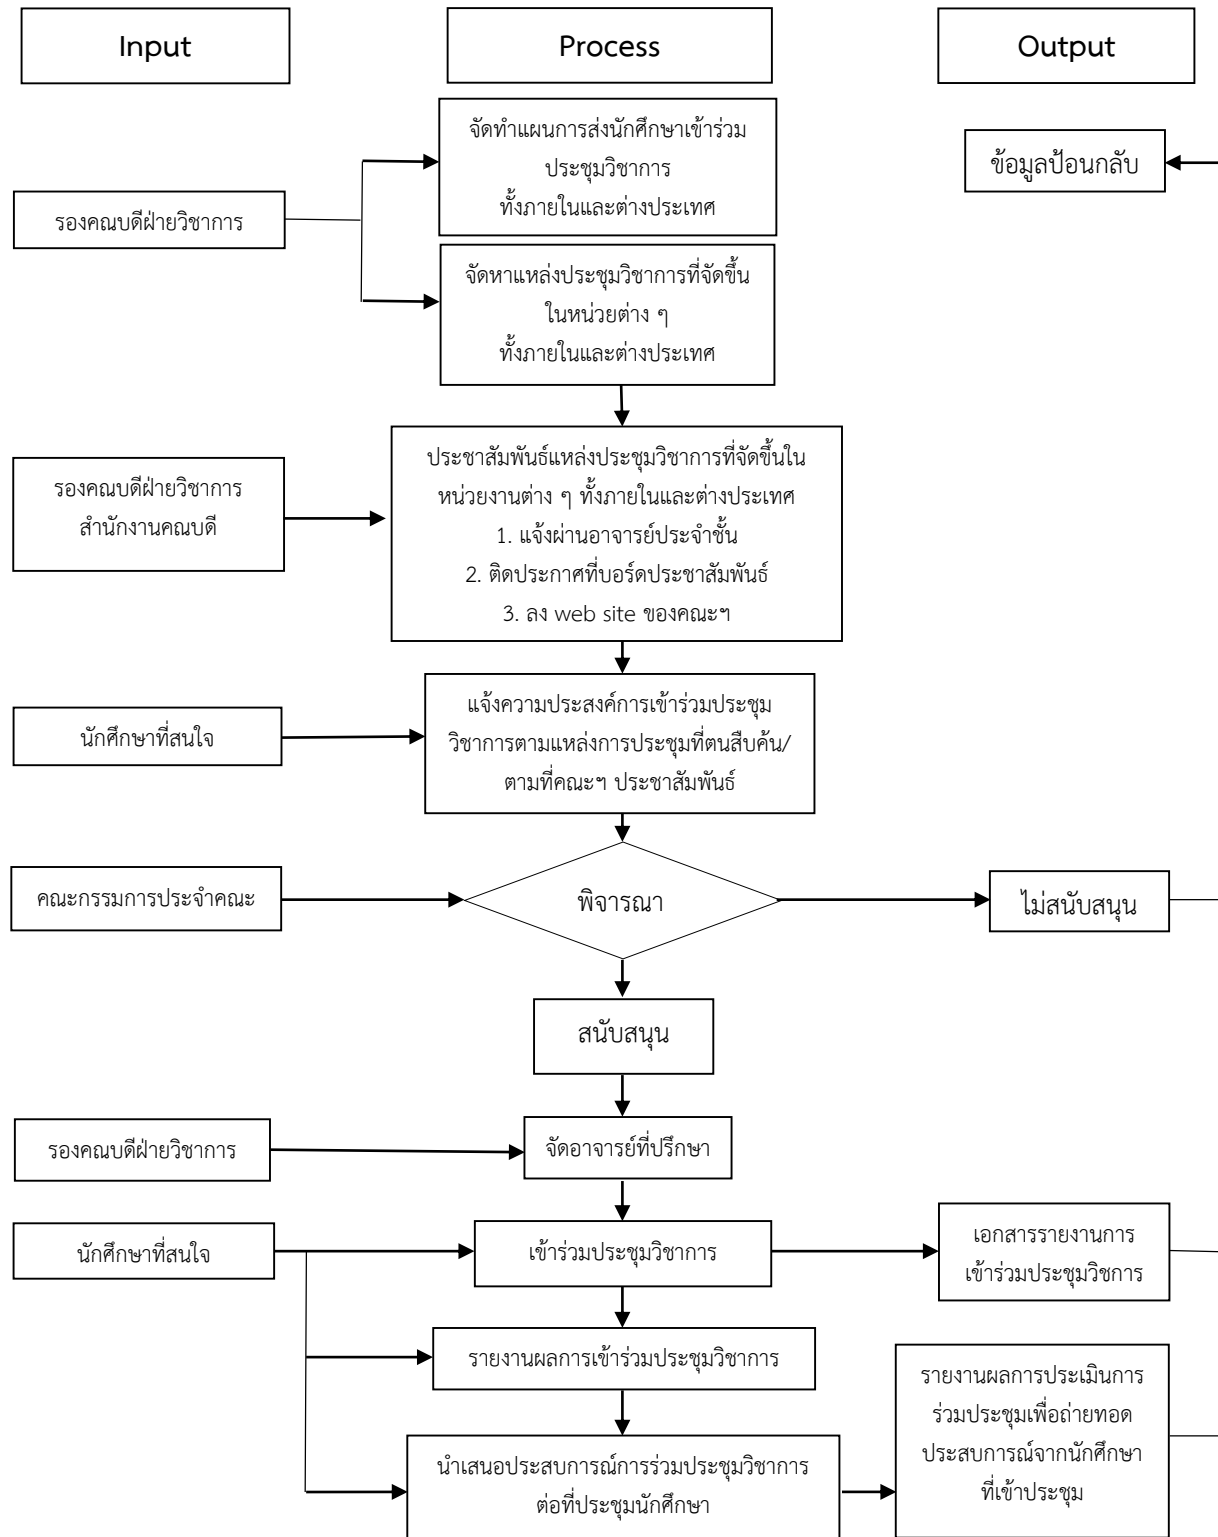 Input
Process
Output
จัดทำแผนการส่งนักศึกษาเข้าร่วม
ประชุมวิชาการ
ทั้งภายในและต่างประเทศ
ข้อมูลป้อนกลับ
รองคณบดีฝ่ายวิชาการ
จัดหาแหล่งประชุมวิชาการที่จัดขึ้น
ในหน่วยต่าง ๆ
ทั้งภายในและต่างประเทศ
รองคณบดีฝ่ายวิชาการ
สำนักงานคณบดี
ประชาสัมพันธ์แหล่งประชุมวิชาการที่จัดขึ้นใน
หน่วยงานต่าง ๆ ทั้งภายในและต่างประเทศ
1. แจ้งผ่านอาจารย์ประจำชั้น
2. ติดประกาศที่บอร์ดประชาสัมพันธ์
3. ลง web site ของคณะฯ
นักศึกษาที่สนใจ
แจ้งความประสงค์การเข้าร่วมประชุม
วิชาการตามแหล่งการประชุมที่ตนสืบค้น/
ตามที่คณะฯ ประชาสัมพันธ์
คณะกรรมการประจำคณะ
พิจารณา
ไม่สนับสนุน
สนับสนุน
รองคณบดีฝ่ายวิชาการ
จัดอาจารย์ที่ปรึกษา
นักศึกษาที่สนใจ
เข้าร่วมประชุมวิชาการ
เอกสารรายงานการ
เข้าร่วมประชุมวิชการ
รายงานผลการเข้าร่วมประชุมวิชาการ
นำเสนอประสบการณ์การร่วมประชุมวิชาการ
ต่อที่ประชุมนักศึกษา
รายงานผลการประเมินการ
ร่วมประชุมเพื่อถ่ายทอด
ประสบการณ์จากนักศึกษา
ที่เข้าประชุม